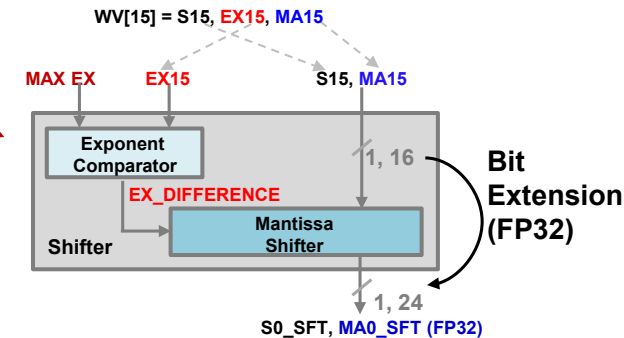 WV[15] = S15, EX15, MA15
MAX EX
EX15
S15, MA15
Exponent
Comparator
1, 16
Bit
Extension
(FP32)
EX_DIFFERENCE
Mantissa
Shifter
Shifter
1, 24
S0_SFT, MA0_SFT (FP32)